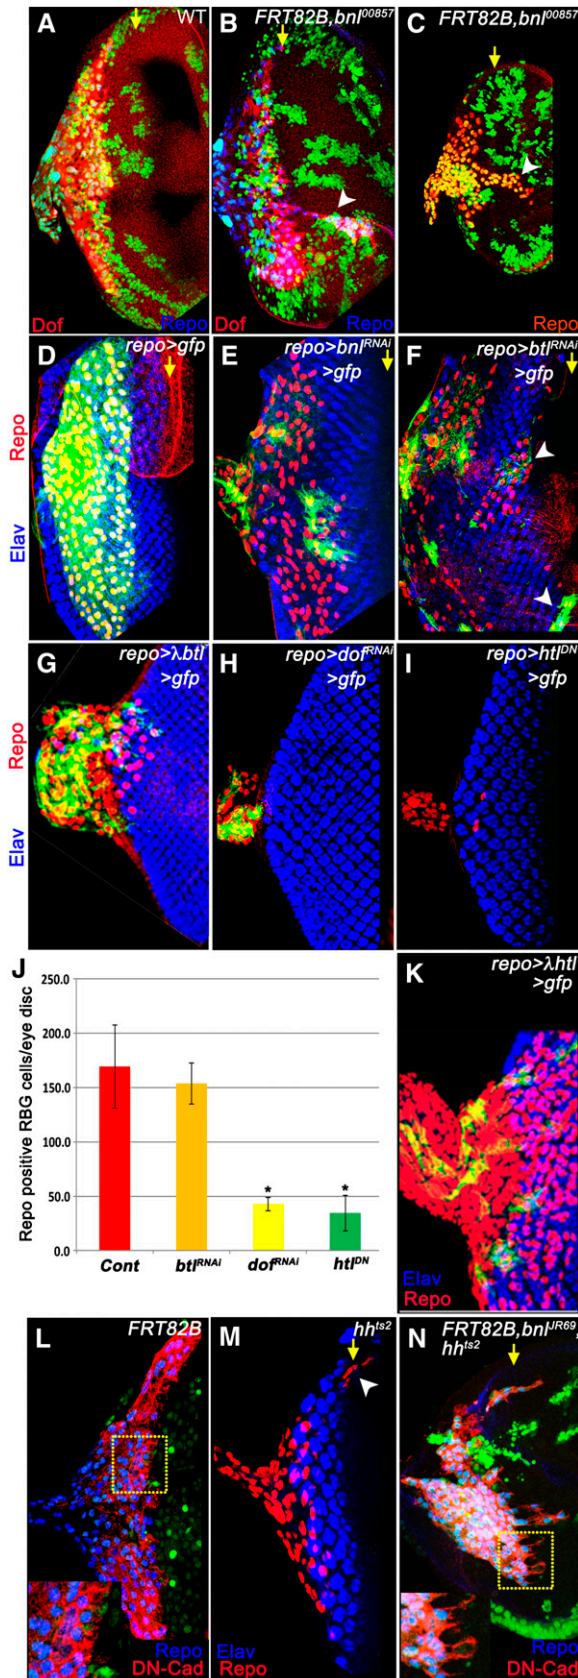 A
WT
B
FRT82B,bnl00857
C
FRT82B,bnl00857
Dof
Repo
Dof
Repo
Repo
D
repo>gfp
E
repo>bnlRNAi
>gfp
F
repo>btlRNAi
>gfp
Elav Repo
G
repo>λbtl
>gfp
H
repo>dofRNAi
>gfp
I
repo>htlDN
>gfp
Elav Repo
J
Repo positive RBG cells/eye disc
250.0
200.0
150.0
100.0
50.0
0.0
*
*
Cont
btlRNAi
dofRNAi
htlDN
K
repo>λhtl
>gfp
Elav
Repo
L
FRT82B
M
hhts2
N
FRT82B,bnlJR69,
hhts2
Repo
DN-Cad
Elav
Repo
Repo
DN-Cad